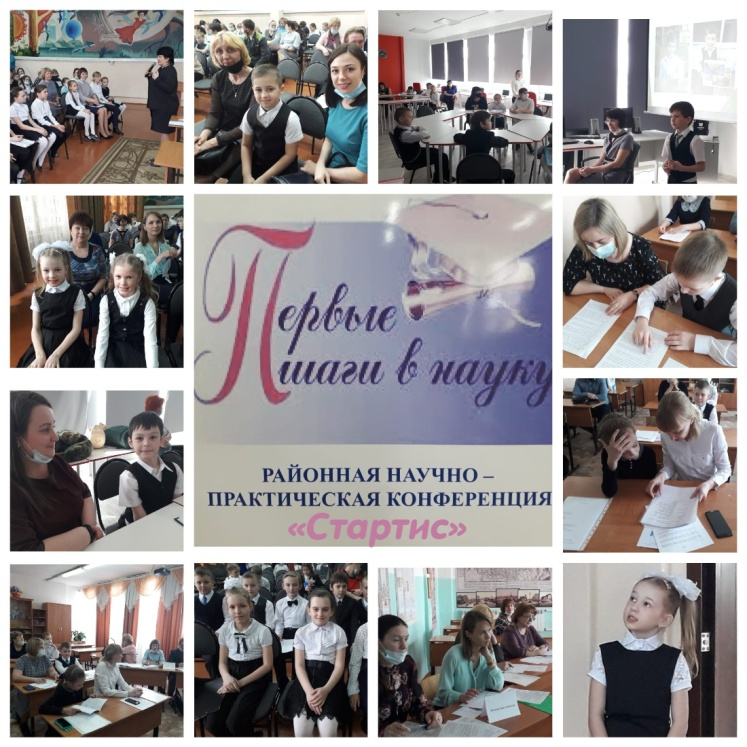 Первые
шаги в науку
РАЙОННАЯ НАУЧНО –
ПРАКТИЧЕСКАЯ КОНФЕРЕНЦИЯ
«Стартис»